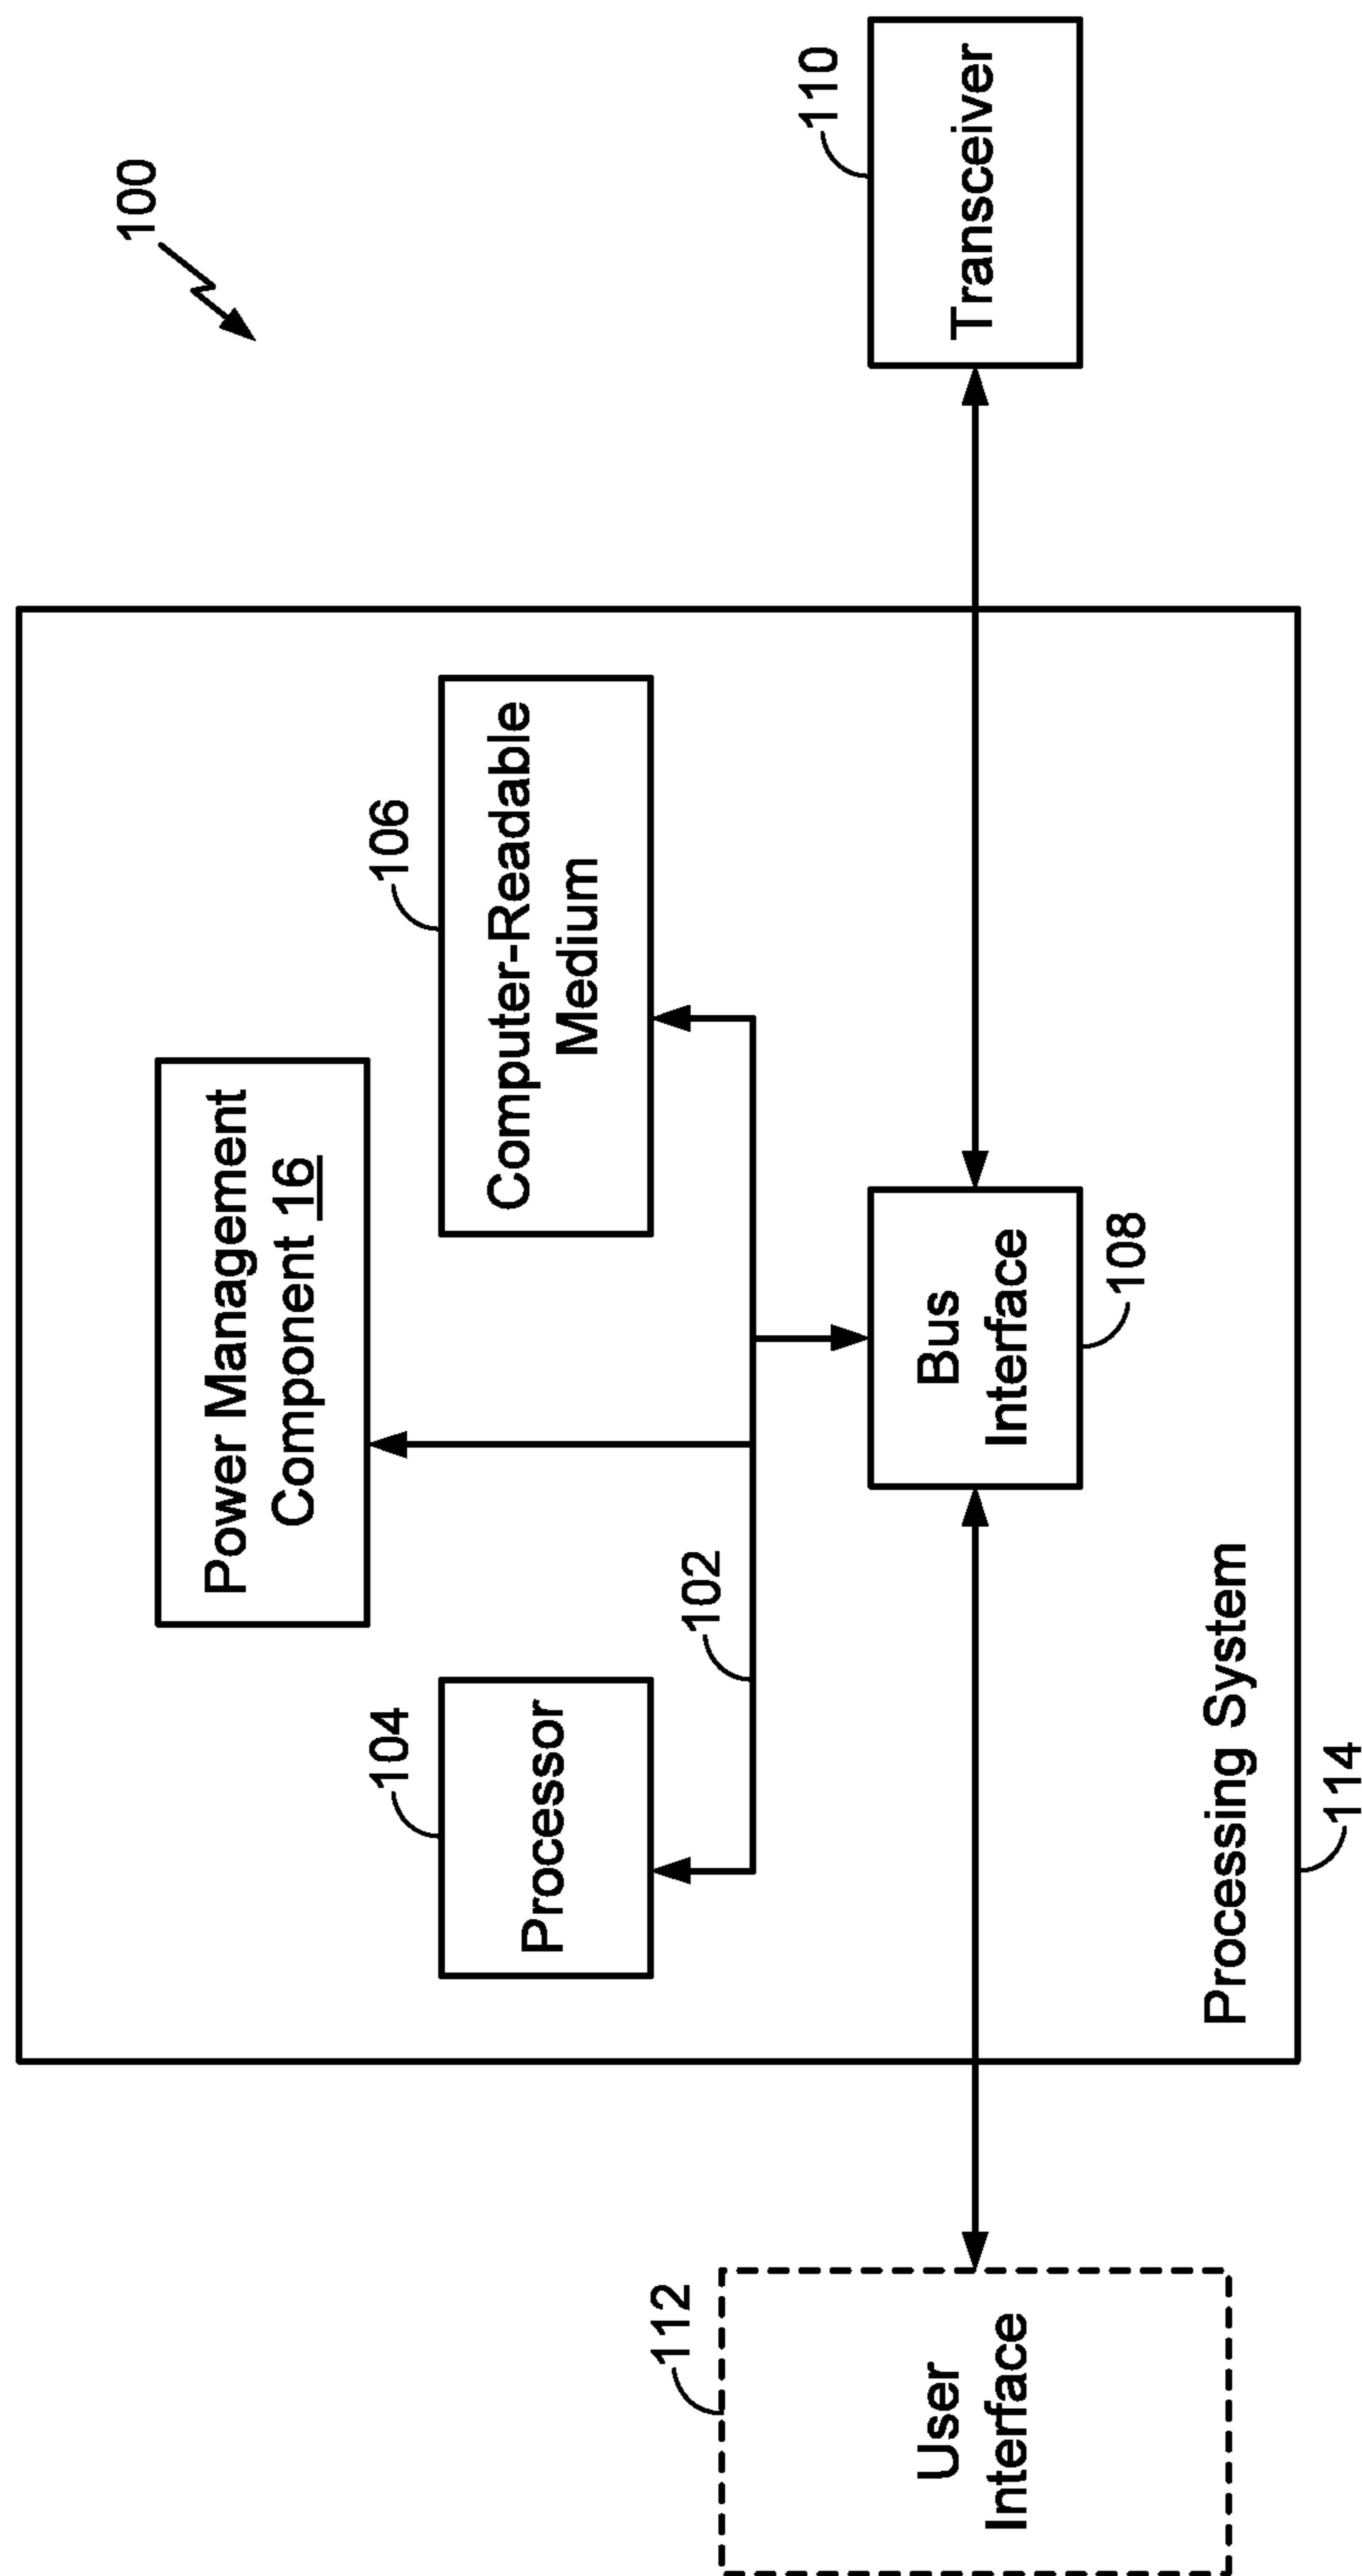 100
Power Management
Component 16
104
106
Processor
Computer-Readable
Medium
102
112
110
User
Interface
Bus
Interface
Transceiver
108
Processing System
114